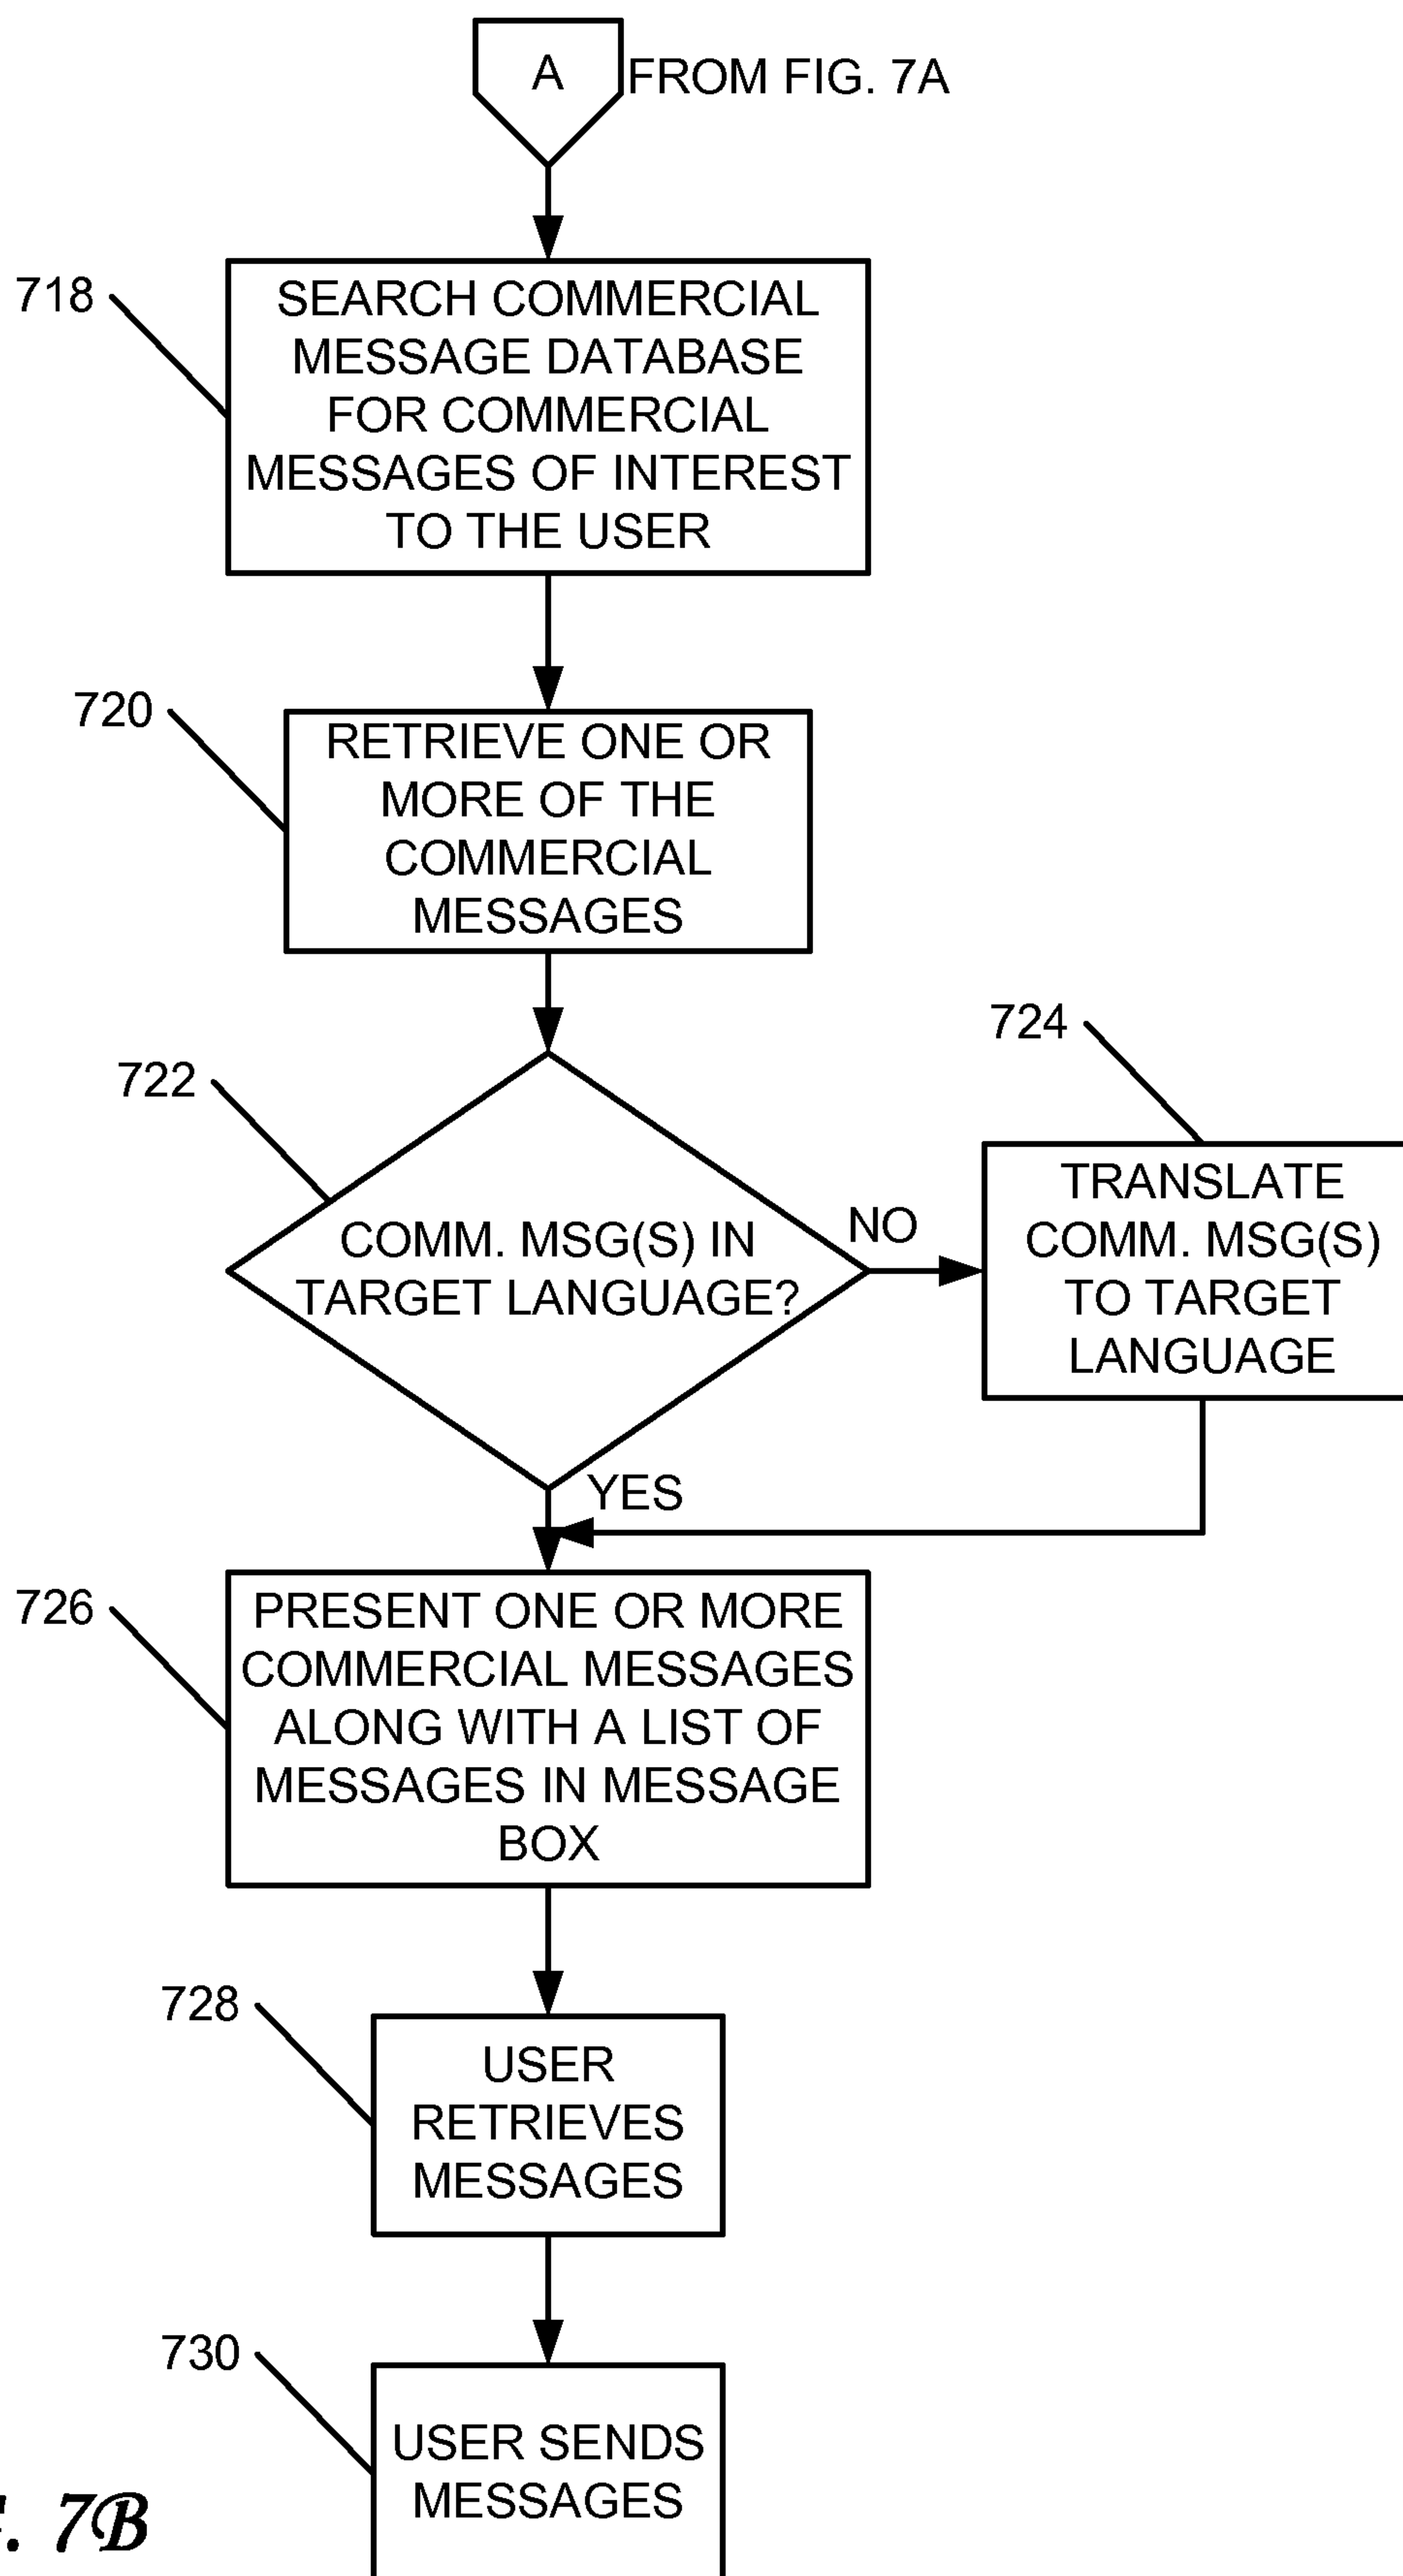 A
FROM FIG. 7A
718
SEARCH COMMERCIAL
MESSAGE DATABASE
FOR COMMERCIAL
MESSAGES OF INTEREST
TO THE USER
720
RETRIEVE ONE OR
MORE OF THE
COMMERCIAL
MESSAGES
722
COMM. MSG(S) IN
TARGET LANGUAGE?
NO
724
TRANSLATE
COMM. MSG(S)
TO TARGET
LANGUAGE
YES
726
PRESENT ONE OR MORE
COMMERCIAL MESSAGES
ALONG WITH A LIST OF
MESSAGES IN MESSAGE
BOX
728
USER
RETRIEVES
MESSAGES
730
USER SENDS
MESSAGES
7B